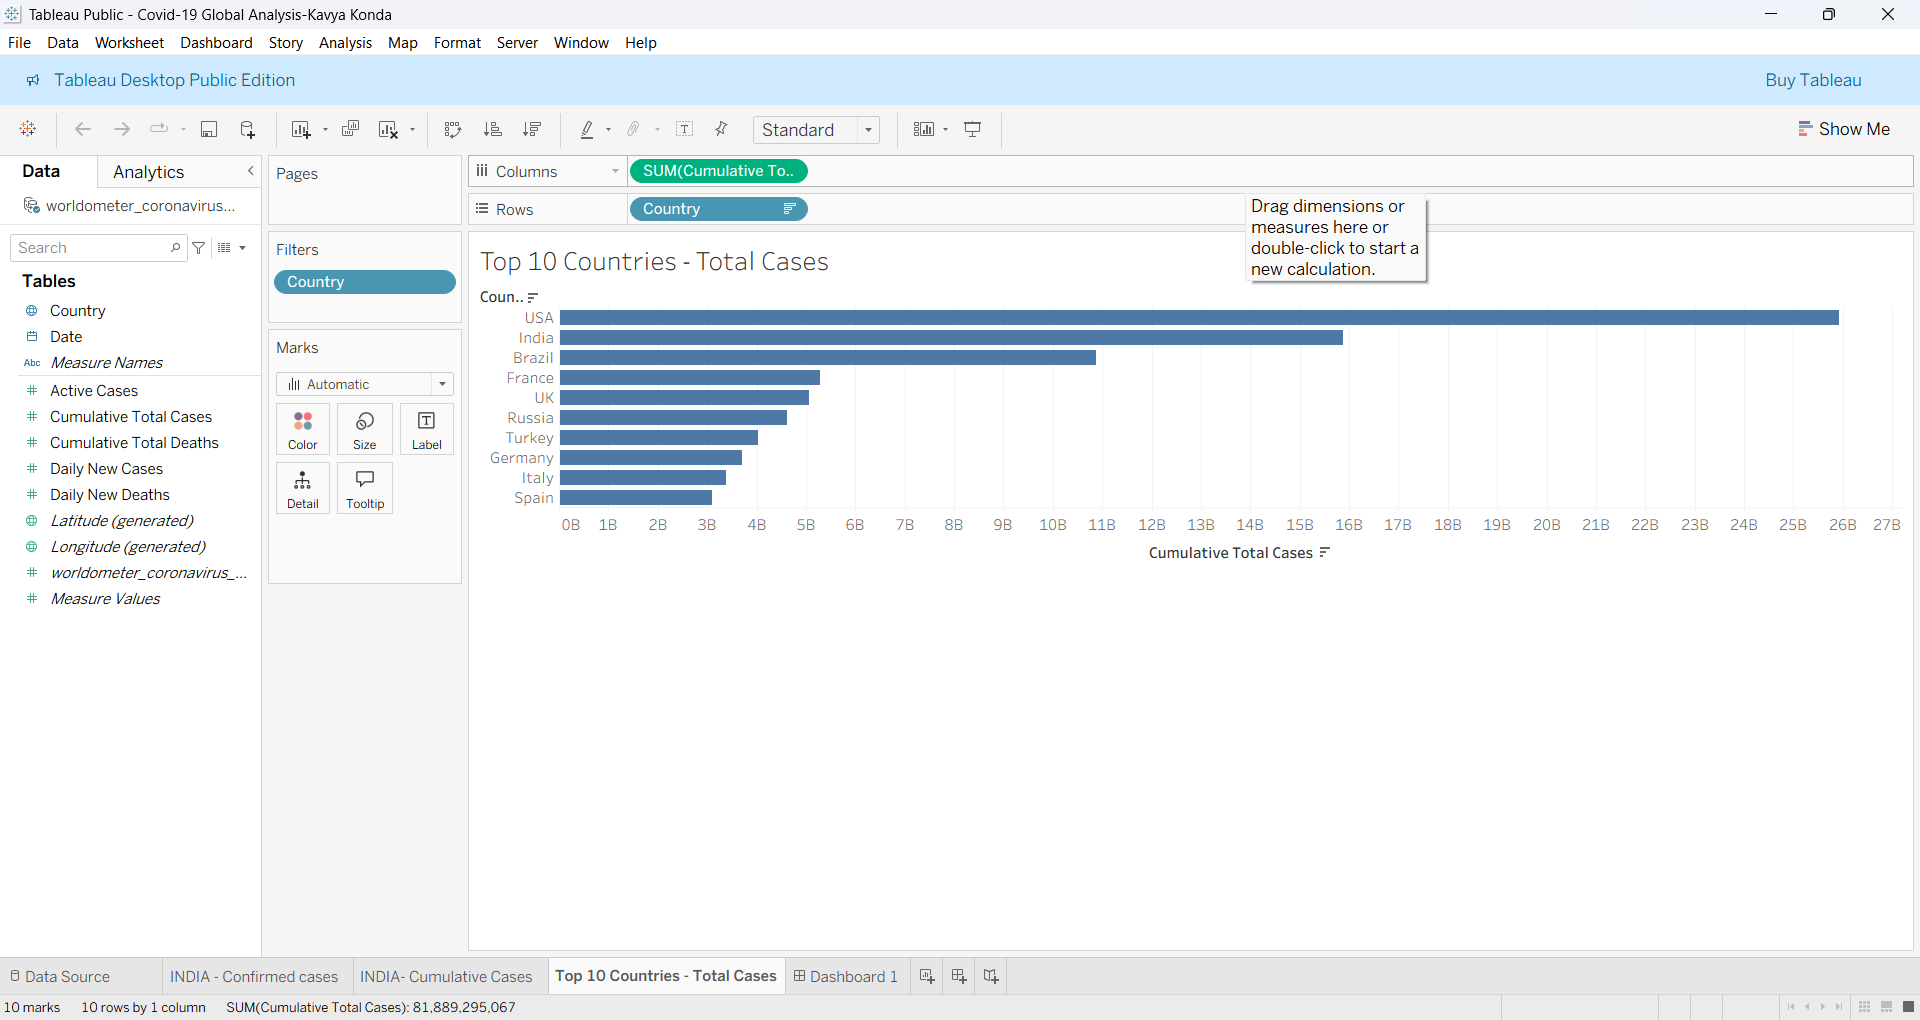 Tableau Public - Covid-19 Global Analysis-Kavya Konda
File Data Worksheet Dashboard Story Analysis Map Format Server Window Help
Tableau Desktop Public Edition
Buy Tableau
Standard
Show Me
Data
Analytics
worldometer_coronavirus...
Search
Tables
Country
Date
Abc Measure Names
Active Cases
Cumulative Total Cases
Cumulative Total Deaths
Daily New Cases
Daily New Deaths
Latitude (generated)
Longitude (generated)
worldometer_coronavirus_...
Measure Values
Pages
Filters
Country
Marks
Automatic
Color
Size
Label
Detail
Tooltip
Columns
SUM(Cumulative To..
Rows
Country
Drag dimensions or
measures here or
double-click to start a
new calculation.
Top 10 Countries - Total Cases
Coun..
USA
India
Brazil
France
UK
Russia
Turkey
Germany
Italy
Spain
0B 1B 2B 3B 4B 5B 6B 7B 8B 9B 10B 11B 12B 13B 14B 15B 16B 17B 18B 19B 20B 21B 22B 23B 24B 25B 26B 27B
Cumulative Total Cases
Data Source
INDIA - Confirmed cases
INDIA- Cumulative Cases
Top 10 Countries - Total Cases
Dashboard 1
10 marks 10 rows by 1 column SUM(Cumulative Total Cases): 81,889,295,067